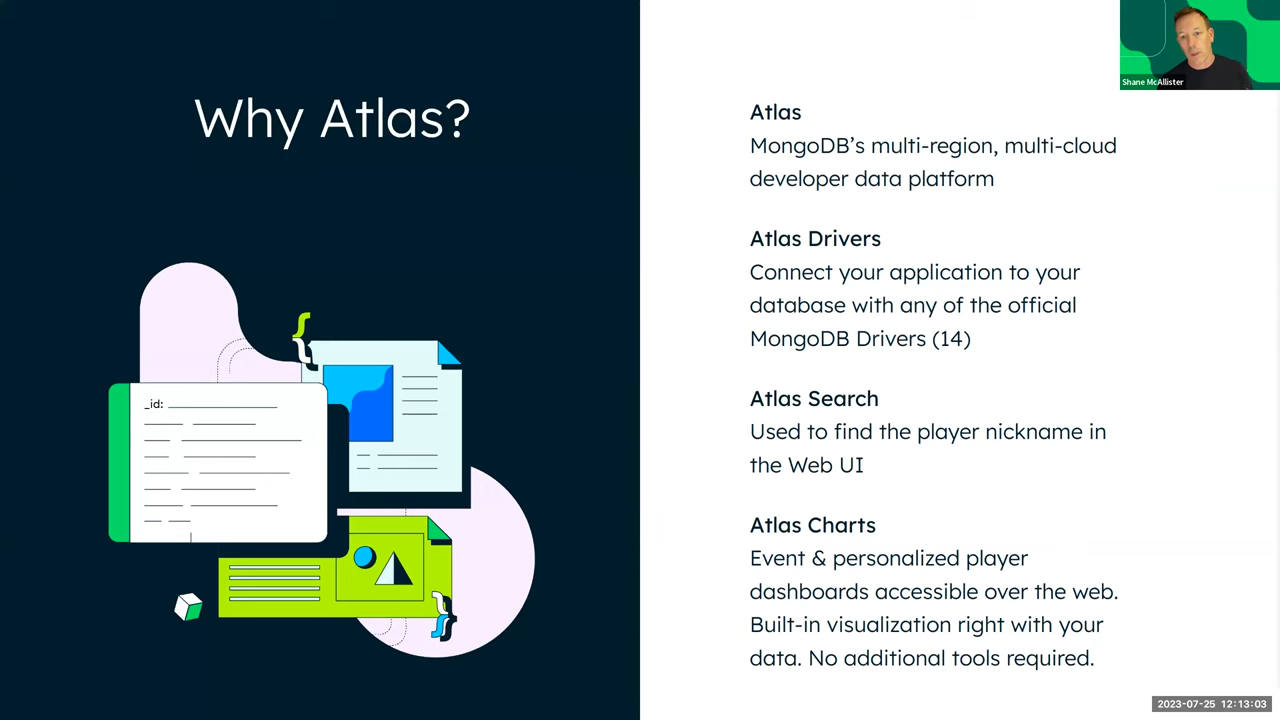 Why Atlas?
_id:
Atlas
MongoDB’s multi-region, multi-cloud
developer data platform
Atlas Drivers
Connect your application to your
database with any of the official
MongoDB Drivers (14)
Atlas Search
Used to find the player nickname in
the Web UI
Atlas Charts
Event & personalized player
dashboards accessible over the web.
Built-in visualization right with your
data. No additional tools required.
Shane McAllister
2023-07-25 12:13:03